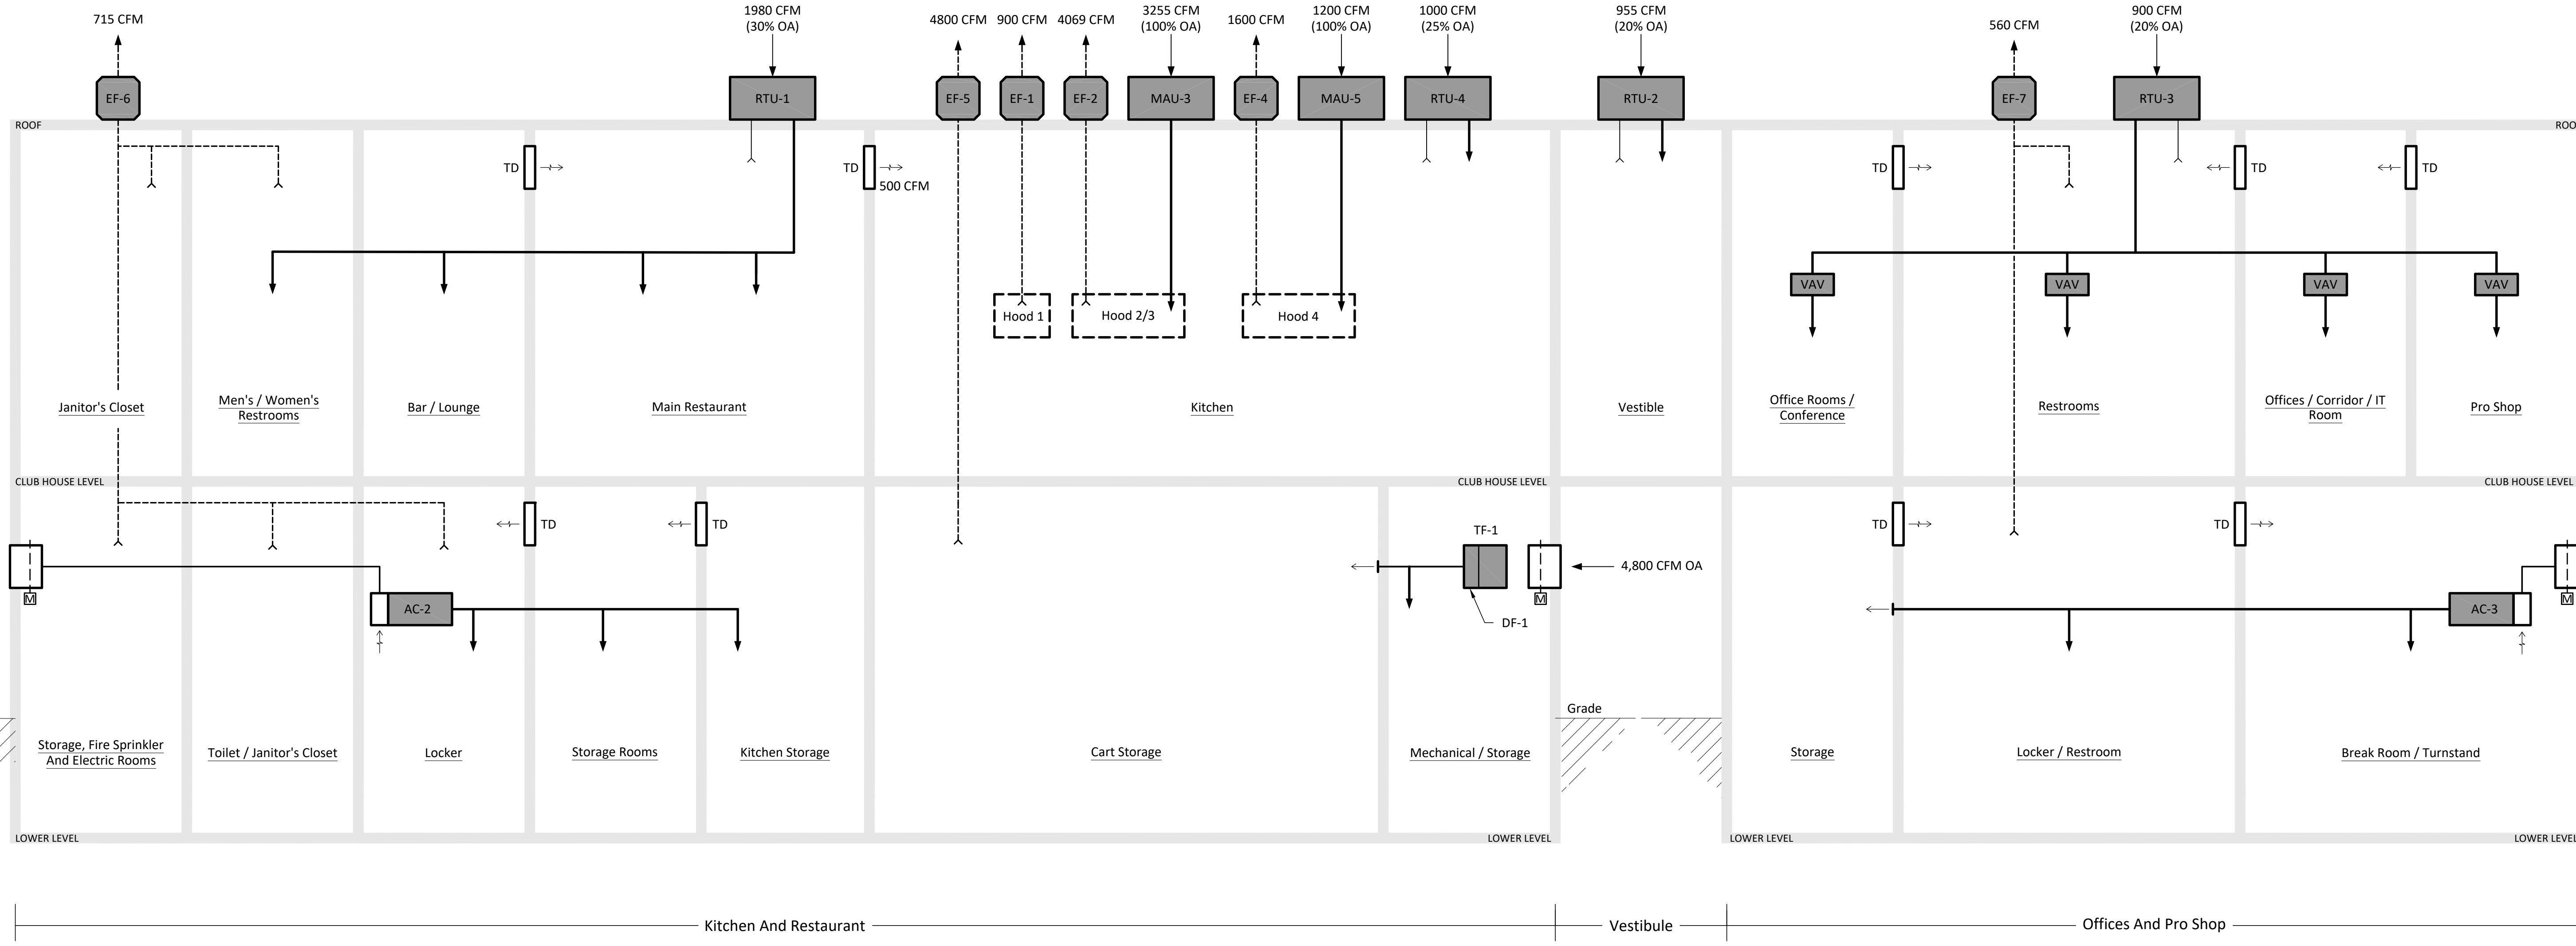 715 CFM
1980 CFM
(30% OA)
4800 CFM
900 CFM
4069 CFM
3255 CFM
(100% OA)
1600 CFM
1200 CFM
(100% OA)
1000 CFM
(25% OA)
955 CFM
(20% OA)
560 CFM
900 CFM
(20% OA)
EF-6
RTU-1
EF-5
EF-1
EF-2
MAU-3
EF-4
MAU-5
RTU-4
RTU-2
EF-7
RTU-3
ROOF
ROO
TD
TD
500 CFM
TD
TD
TD
VAV
VAV
VAV
VAV
Hood 1
Hood 2/3
Hood 4
Janitor's Closet
Men's / Women's
Restrooms
Bar / Lounge
Main Restaurant
Kitchen
Vestible
Office Rooms /
Conference
Restrooms
Offices / Corridor / IT
Room
Pro Shop
CLUB HOUSE LEVEL
CLUB HOUSE LEVEL
CLUB HOUSE LEVEL
TD
TD
TF-1
TD
TD
4,800 CFM OA
M
AC-2
M
DF-1
AC-3
M
Grade
Storage, Fire Sprinkler
And Electric Rooms
Toilet / Janitor's Closet
Locker
Storage Rooms
Kitchen Storage
Cart Storage
Mechanical / Storage
Storage
Locker / Restroom
Break Room / Turnstand
LOWER LEVEL
LOWER LEVEL
LOWER LEVEL
LOWER LEVEL
Kitchen And Restaurant
Vestibule
Offices And Pro Shop